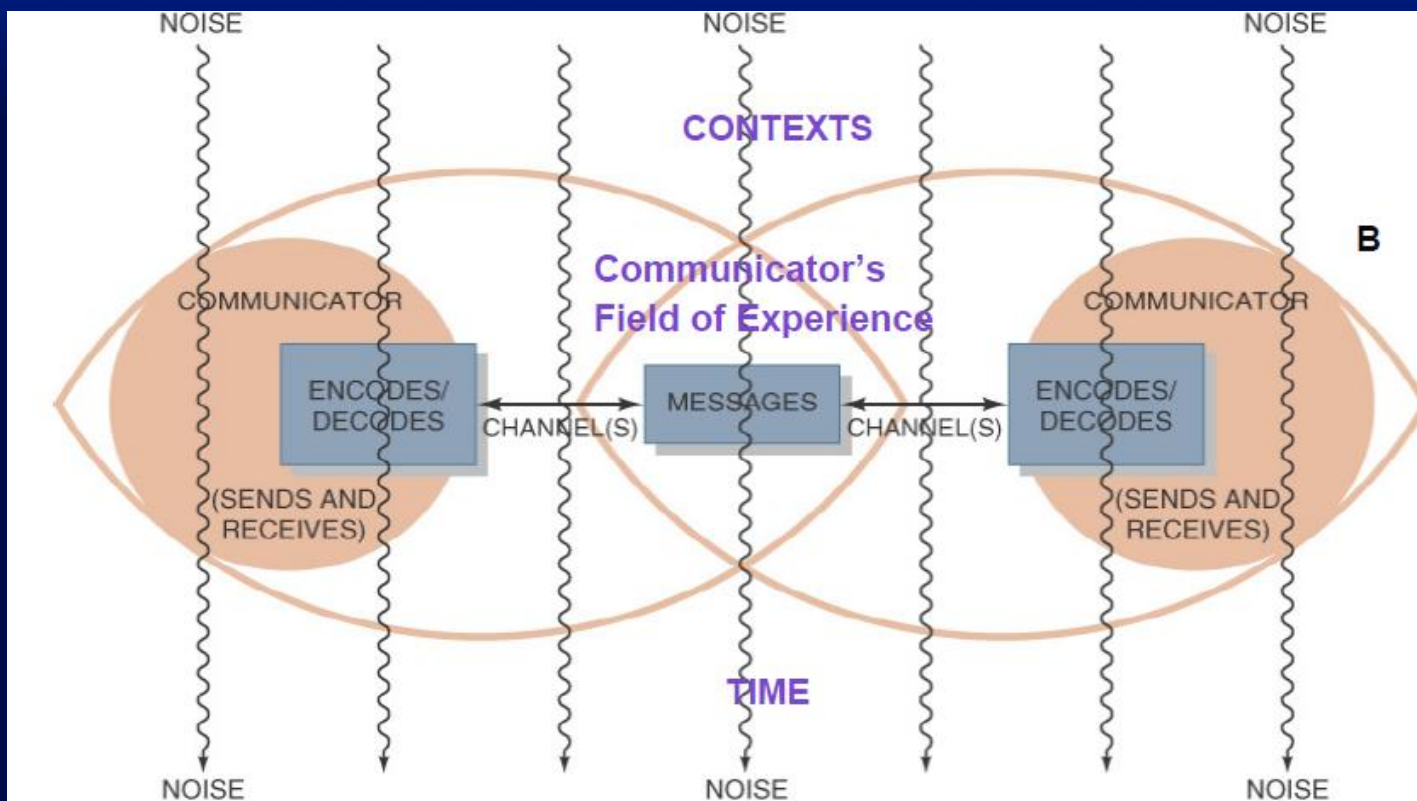 NOISE NOISE NOISE
CONTEXTS
B
Communicator's
Field of Experience
COMMUNICATOR COMMUNICATOR
ENCODES/
DECODES
CHANNEL(S)
MESSAGES
CHANNEL(S)
ENCODES/
DECODES
(SENDS AND
RECEIVES)
(SENDS AND
RECEIVES)
TIME
NOISE NOISE NOISE